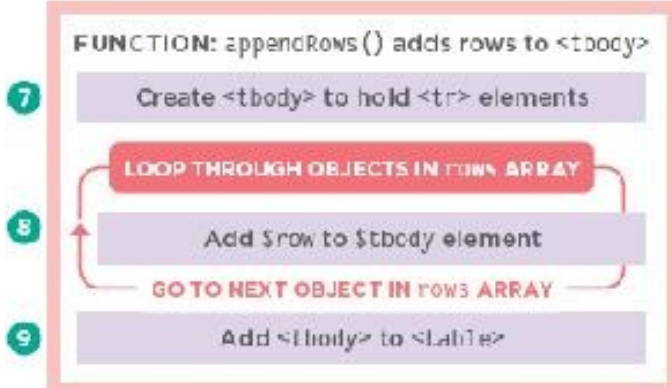 FUNCTION: appendRows() adds rows to <tbody>
7 Create <tbody> to hold <tr> elements
LOOP THROUGH OBJECTS IN rows ARRAY
8 Add $row to $tbody element
GO TO NEXT OBJECT IN rows ARRAY
9 Add <tbody> to <table>